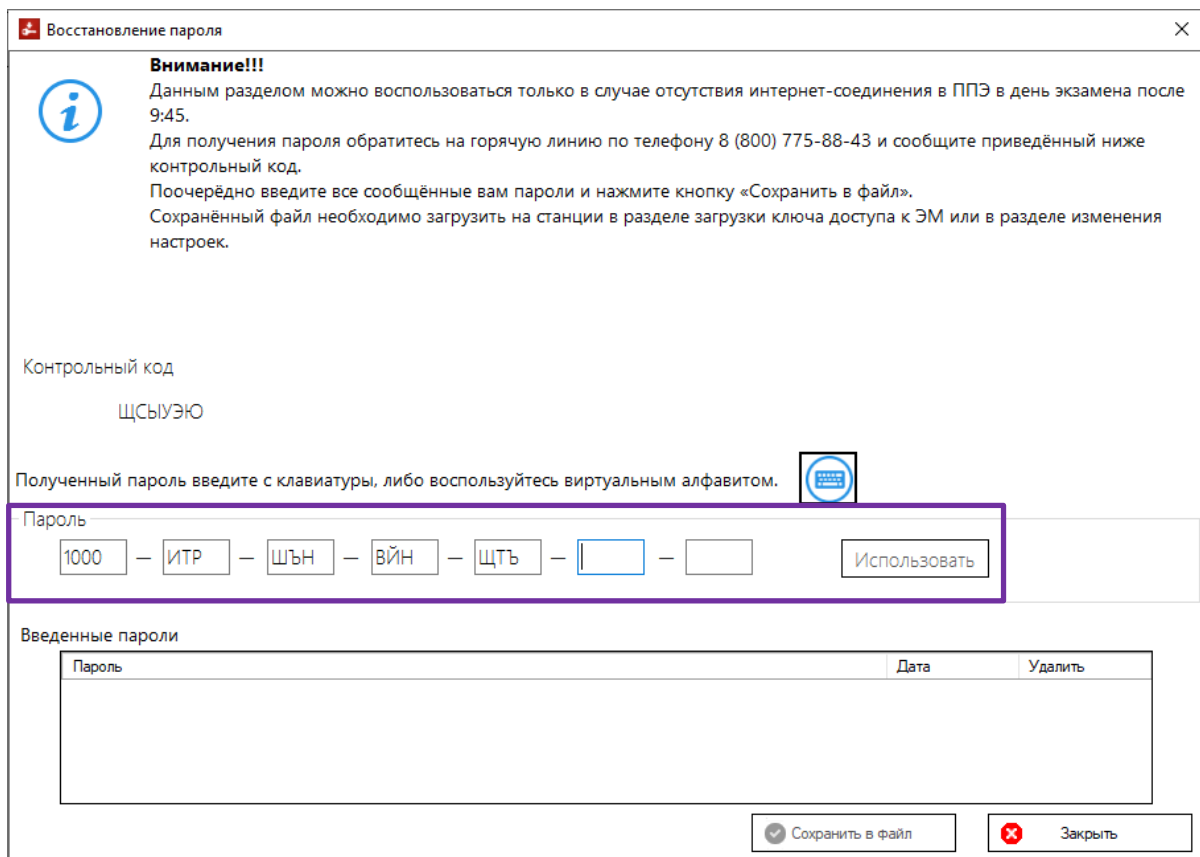 Восстановление пароля
Внимание!!!
Данным разделом можно воспользоваться только в случае отсутствия интернет-соединения в ППЭ в день экзамена после
9:45.
Для получения пароля обратитесь на горячую линию по телефону 8 (800) 775-88-43 и сообщите приведённый ниже
контрольный код.
Поочерёдно введите все сообщённые вам пароли и нажмите кнопку «Сохранить в файл».
Сохранённый файл необходимо загрузить на станции в разделе загрузки ключа доступа к ЭМ или в разделе изменения
настроек.
Контрольный код
ЩСЫУЭЮ
Полученный пароль введите с клавиатуры, либо воспользуйтесь виртуальным алфавитом.
Пароль
1000 — ИТР — ШЪН — ВЙН — ЩТЪ — — Использовать
Введенные пароли
Пароль Дата Удалить
Сохранить в файл Закрыть